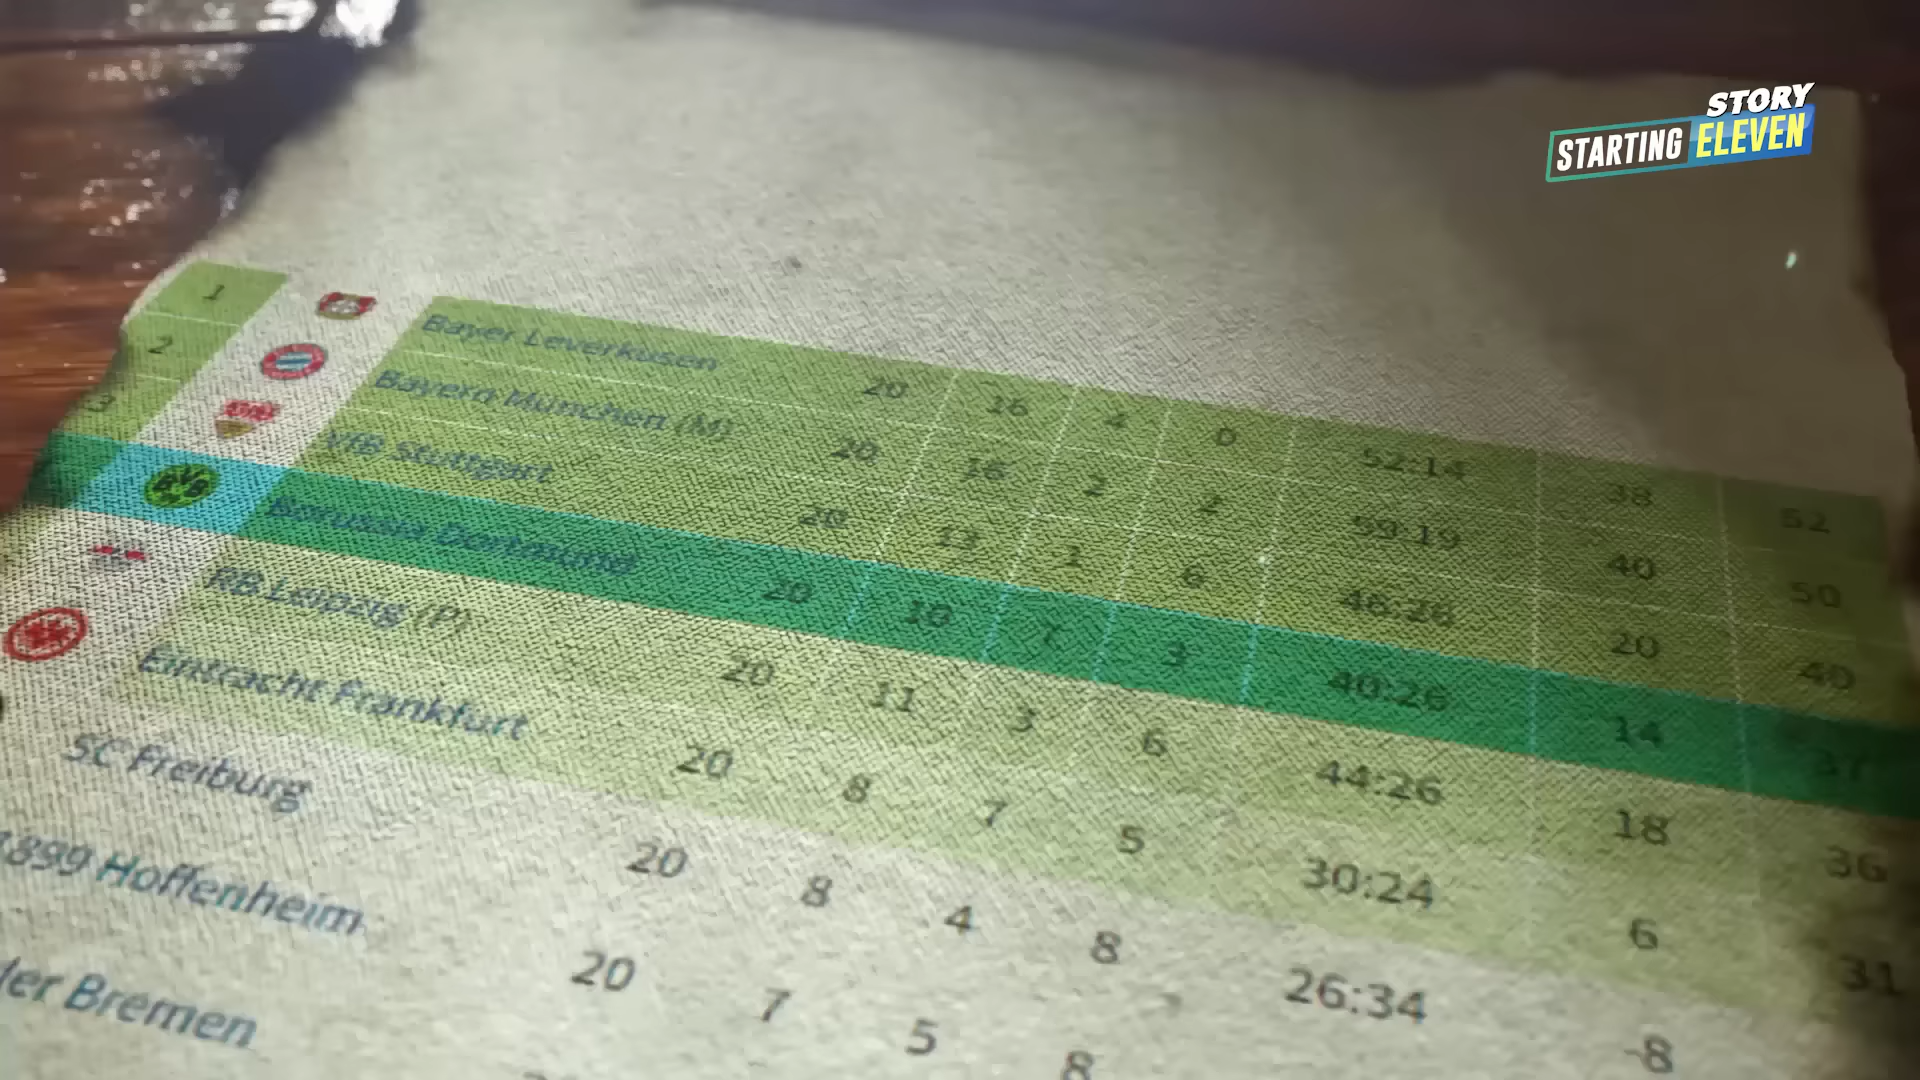 STORY
STARTING ELEVEN
1 Bayer Leverkusen 20 16 4 0 52:14 38 52
2 Bayern München (M) 20 16 2 2 59:19 40 50
3 VfB Stuttgart 20 13 1 6 46:26 20 40
BVB Borussia Dortmund 20 10 7 3 40:26 14 37
RB Leipzig (P) 20 11 3 6 44:26 18 36
Eintracht Frankfurt 20 8 7 5 30:24 6 31
SC Freiburg 20 8 4 8 26:34 -8
1899 Hoffenheim 20 7 5 8
der Bremen